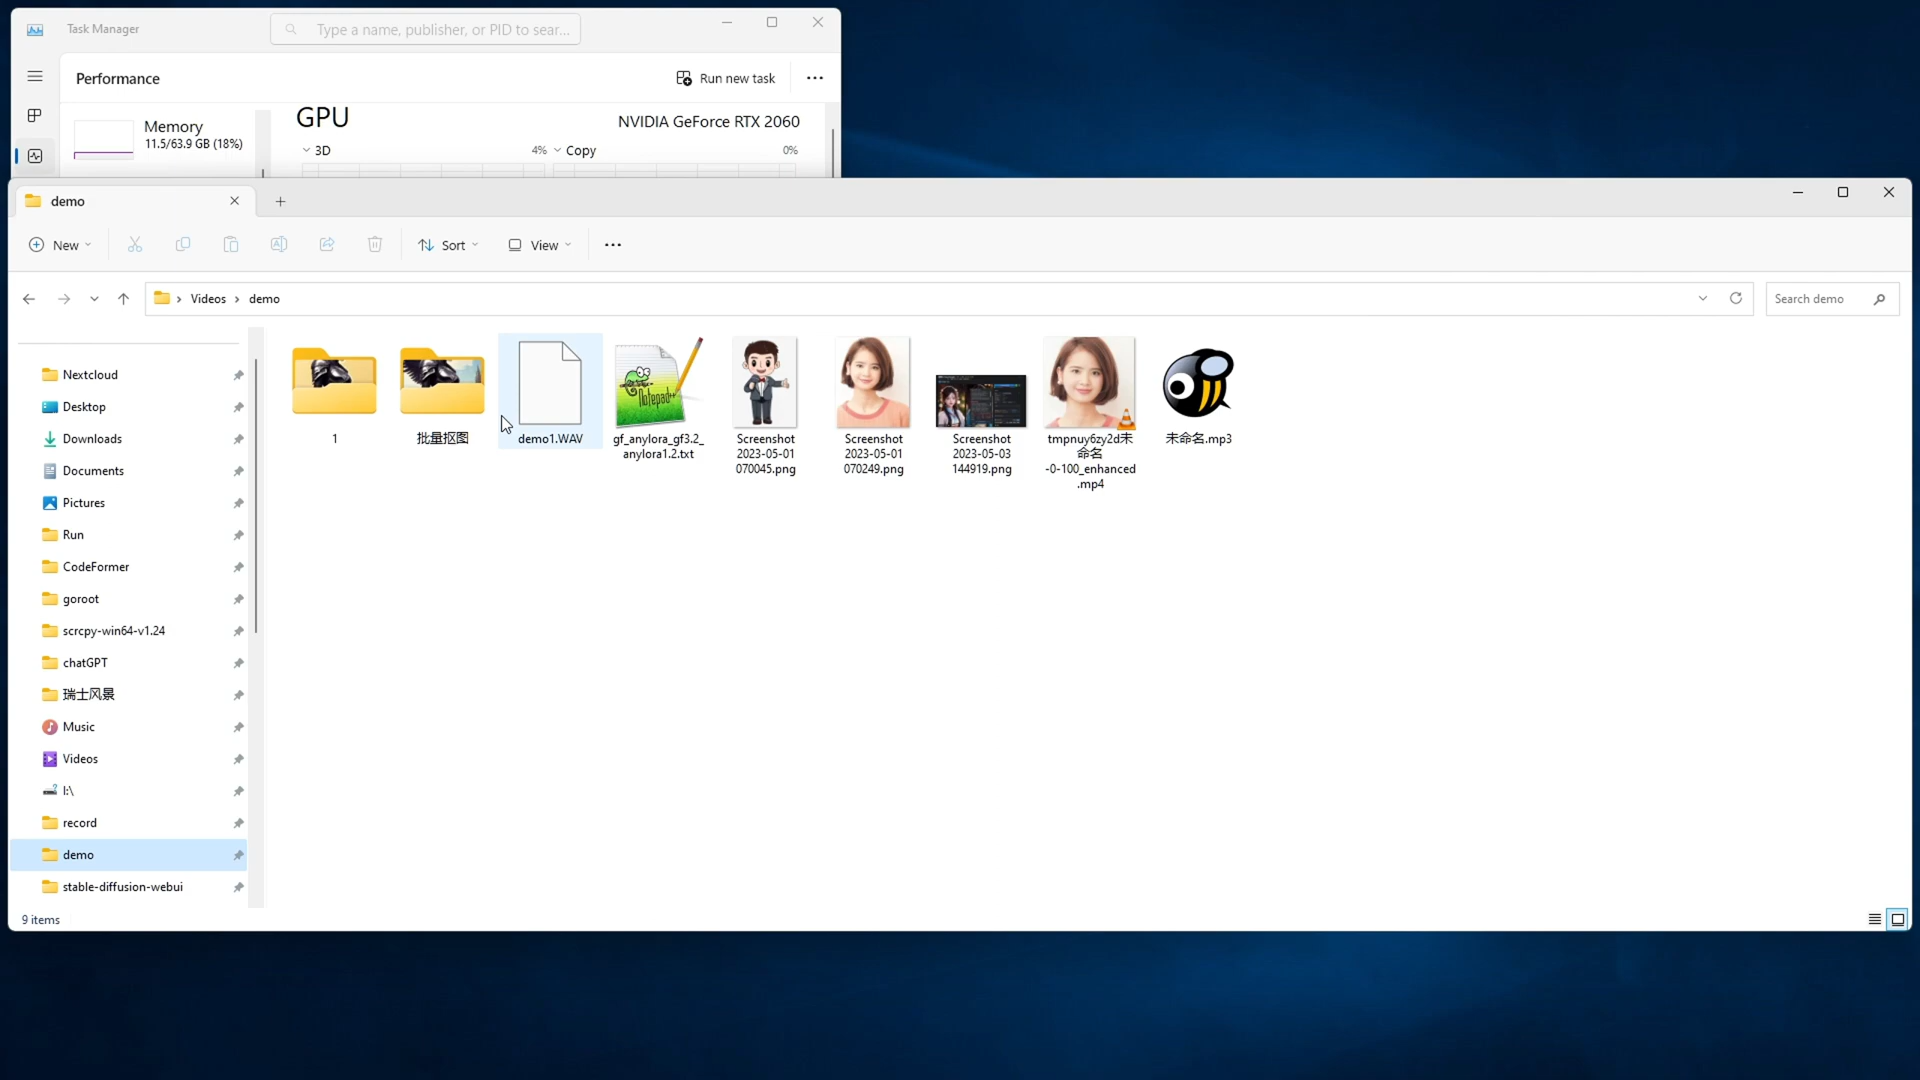 Task Manager
Type a name, publisher, or PID to sear...
Performance
Run new task
Memory
11.5/63.9 GB (18%)
GPU
NVIDIA GeForce RTX 2060
3D
4%
Copy
0%
demo
New
Sort
View
Videos
demo
Search demo
Nextcloud
Desktop
Downloads
Documents
Pictures
Run
CodeFormer
goroot
scrcpy-win64-v1.24
chatGPT
瑞士风景
Music
Videos
I:\
record
demo
stable-diffusion-webui
1
批量抠图
demo1.WAV
Notepad++
gf_anylora_gf3.2_
anylora1.2.txt
Screenshot
2023-05-01
070045.png
Screenshot
2023-05-01
070249.png
Screenshot
2023-05-03
144919.png
tmpnuy6zy2d未
命名
-0-100_enhanced
.mp4
未命名.mp3
9 items